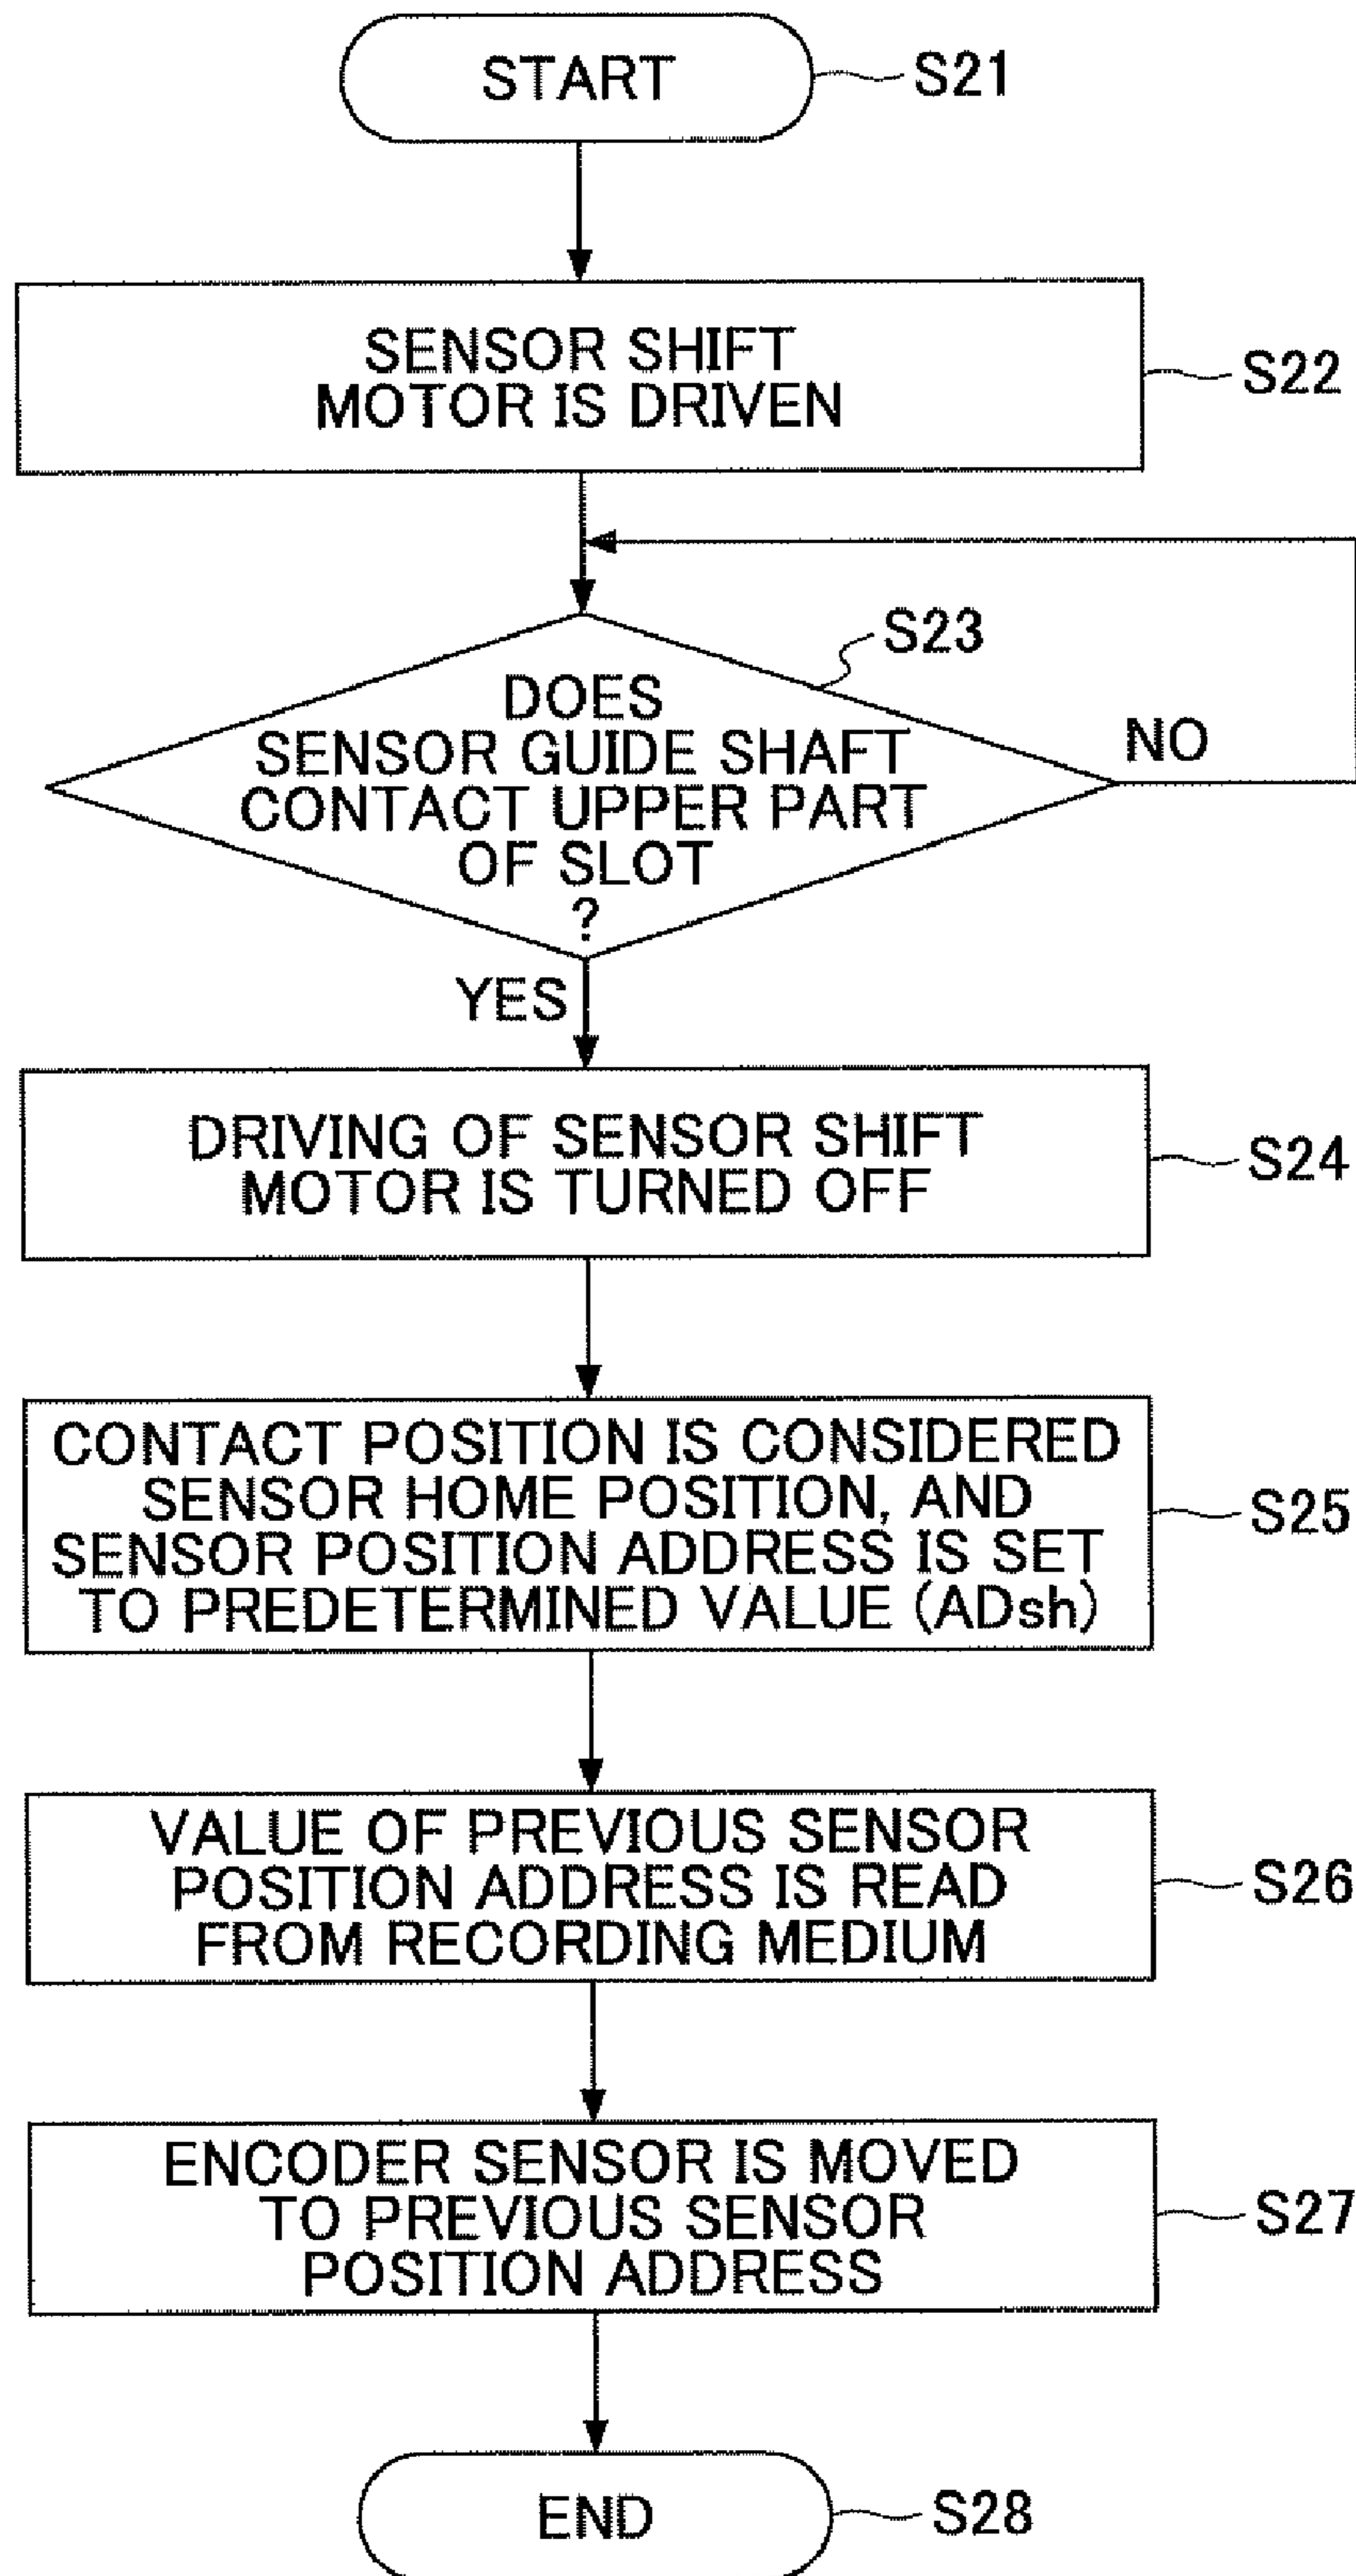 START
S21
SENSOR SHIFT
MOTOR IS DRIVEN
S22
S23
DOES
SENSOR GUIDE SHAFT
CONTACT UPPER PART
OF SLOT
?
NO
YES
DRIVING OF SENSOR SHIFT
MOTOR IS TURNED OFF
S24
CONTACT POSITION IS CONSIDERED
SENSOR HOME POSITION, AND
SENSOR POSITION ADDRESS IS SET
TO PREDETERMINED VALUE (ADsh)
S25
VALUE OF PREVIOUS SENSOR
POSITION ADDRESS IS READ
FROM RECORDING MEDIUM
S26
ENCODER SENSOR IS MOVED
TO PREVIOUS SENSOR
POSITION ADDRESS
S27
END
S28